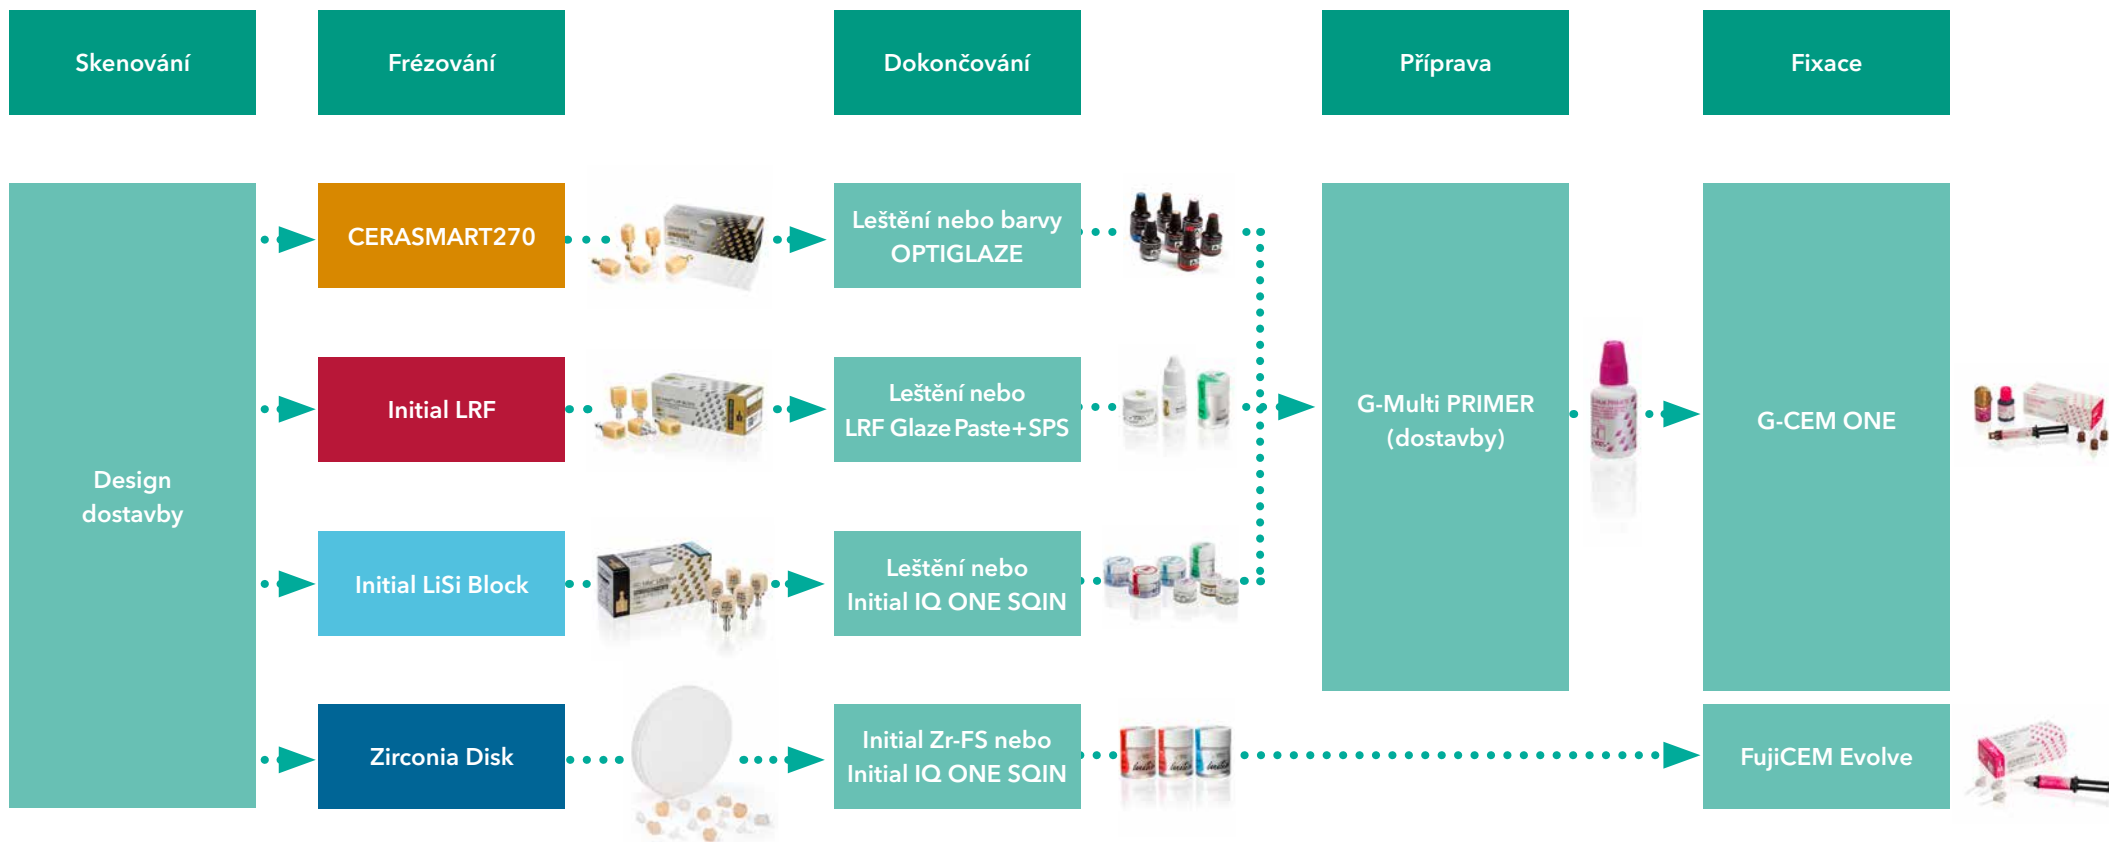 Skenování
Frézování
Dokončování
Příprava
Fixace
Design
dostavby
CERASMART270
Leštění nebo barvy
OPTIGLAZE
Initial LRF
Leštění nebo
LRF Glaze Paste+SPS
Initial LiSi Block
Leštění nebo
Initial IQ ONE SQIN
Zirconia Disk
Initial Zr-FS nebo
Initial IQ ONE SQIN
G-Multi PRIMER
(dostavby)
G-CEM ONE
FujiCEM Evolve